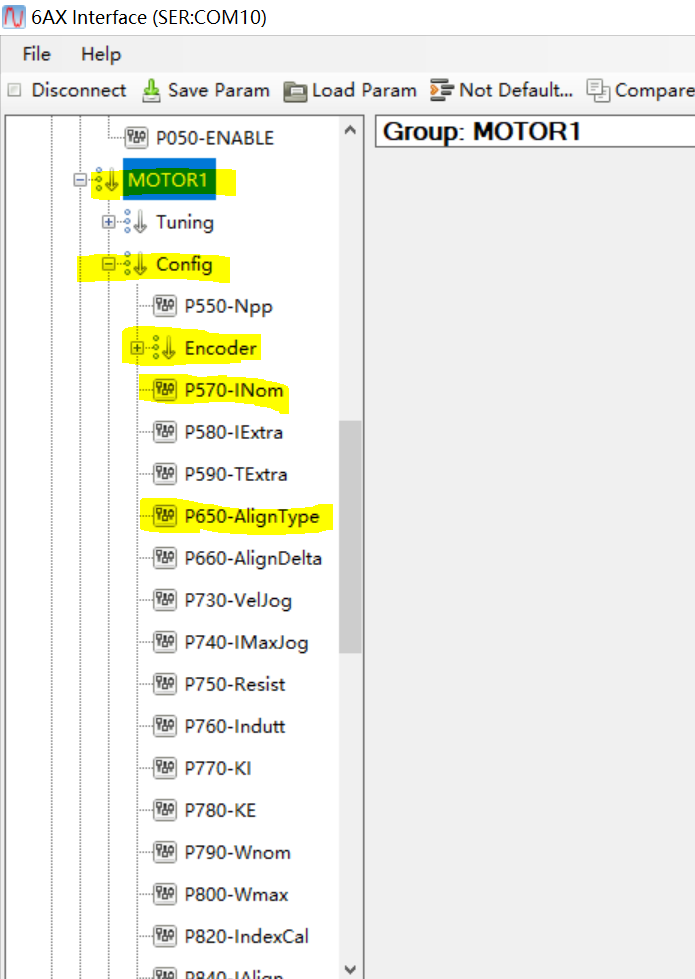 6AX Interface (SER:COM10)
File Help
Disconnect Save Param Load Param Not Default... Compare
P050-ENABLE
Group: MOTOR1
MOTOR1
Tuning
Config
P550-Npp
Encoder
P570-INom
P580-IExtra
P590-TExtra
P650-AlignType
P660-AlignDelta
P730-VelJog
P740-IMaxJog
P750-Resist
P760-Indutt
P770-KI
P780-KE
P790-Wnom
P800-Wmax
P820-IndexCal
P840-IAlign